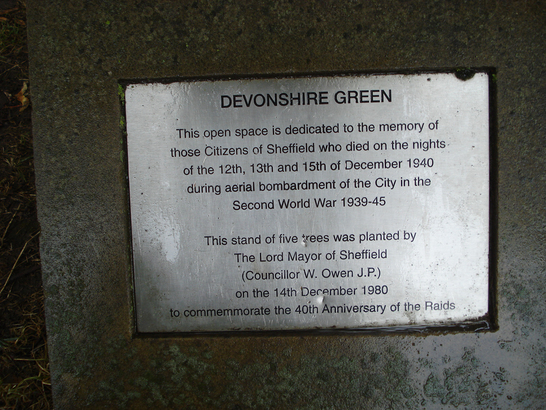 DEVONSHIRE GREEN
This open space is dedicated to the memory of
those Citizens of Sheffield who died on the nights
of the 12th, 13th and 15th of December 1940
during aerial bombardment of the City in the
Second World War 1939-45
This stand of five trees was planted by
The Lord Mayor of Sheffield
(Councillor W. Owen J.P.)
on the 14th December 1980
to commemmorate the 40th Anniversary of the Raids